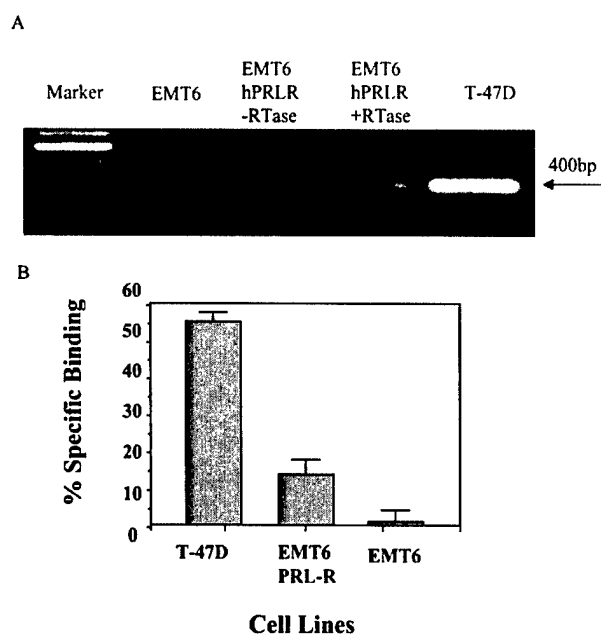 A
Marker
EMT6
EMT6
hPRLR
-RTase
EMT6
hPRLR
+RTase
T-47D
400bp
B
% Specific Binding
60
50
40
30
20
10
0
T-47D
EMT6
PRL-R
EMT6
Cell Lines